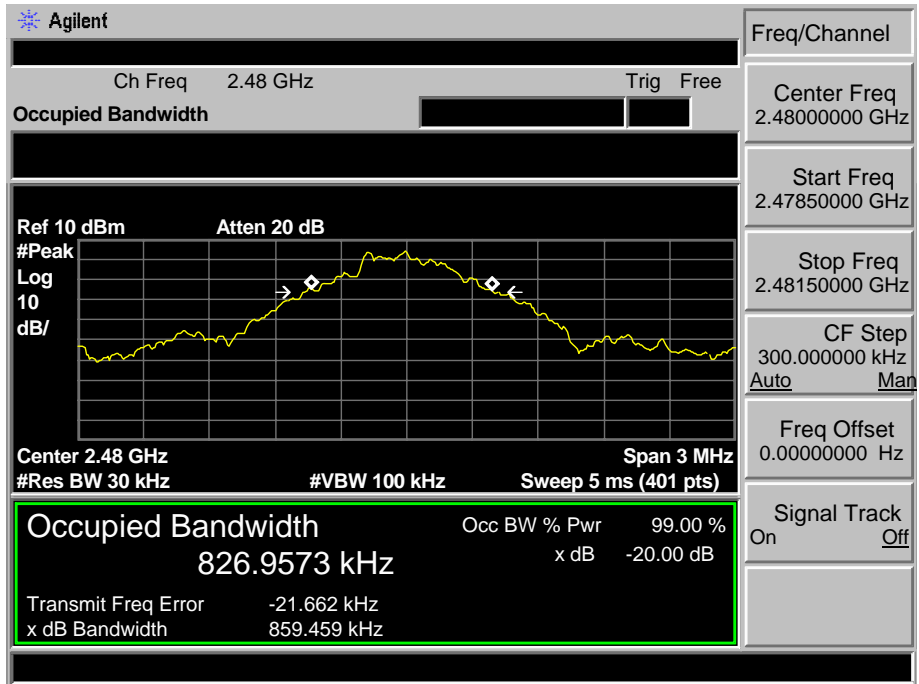 Agilent
Ch Freq 2.48 GHz Trig Free
Occupied Bandwidth
Ref 10 dBm Atten 20 dB
#Peak
Log
10
dB/
Center 2.48 GHz Span 3 MHz
#Res BW 30 kHz #VBW 100 kHz Sweep 5 ms (401 pts)
Occupied Bandwidth
826.9573 kHz
Occ BW % Pwr 99.00 %
x dB -20.00 dB
Transmit Freq Error -21.662 kHz
x dB Bandwidth 859.459 kHz
Freq/Channel
Center Freq
2.48000000 GHz
Start Freq
2.47850000 GHz
Stop Freq
2.48150000 GHz
CF Step
300.000000 kHz
Auto Man
Freq Offset
0.00000000 Hz
Signal Track
On Off